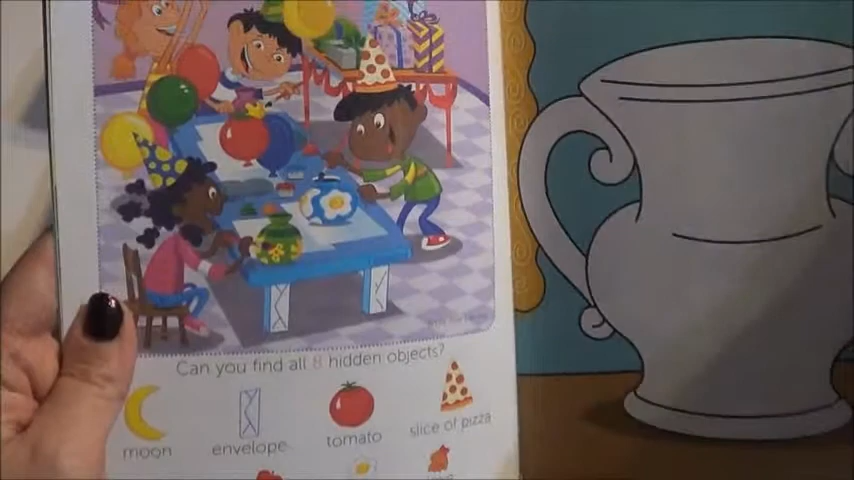 Can you find all 8 hidden objects?
moon
envelope
tomato
slice of pizza